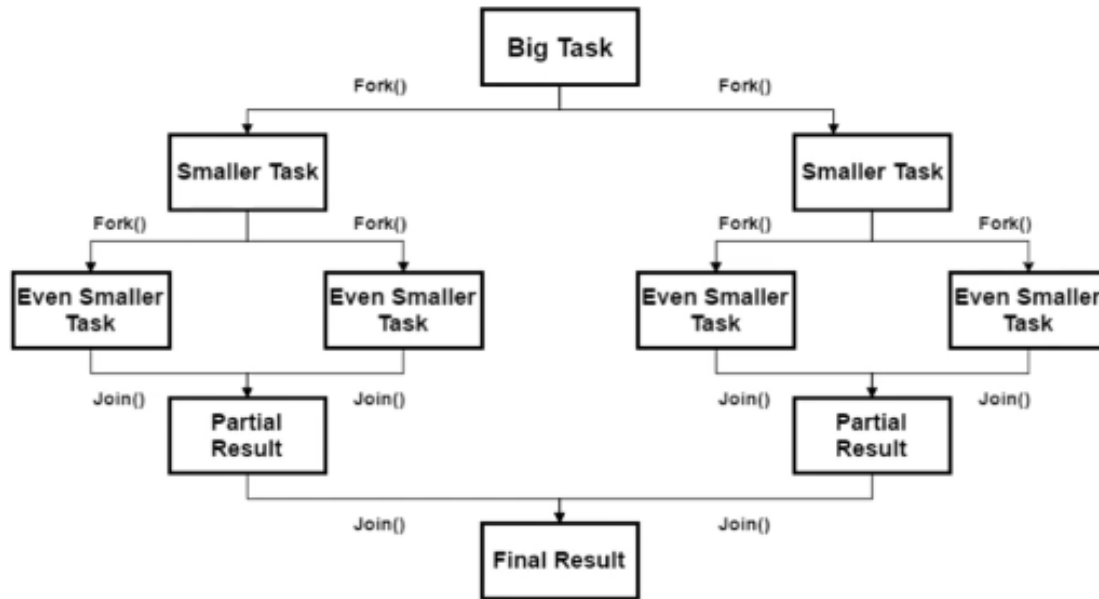 Big Task
Fork()
Fork()
Smaller Task
Smaller Task
Fork()
Fork()
Fork()
Fork()
Even Smaller
Task
Even Smaller
Task
Even Smaller
Task
Even Smaller
Task
Join()
Join()
Join()
Join()
Partial
Result
Partial
Result
Join()
Join()
Final Result